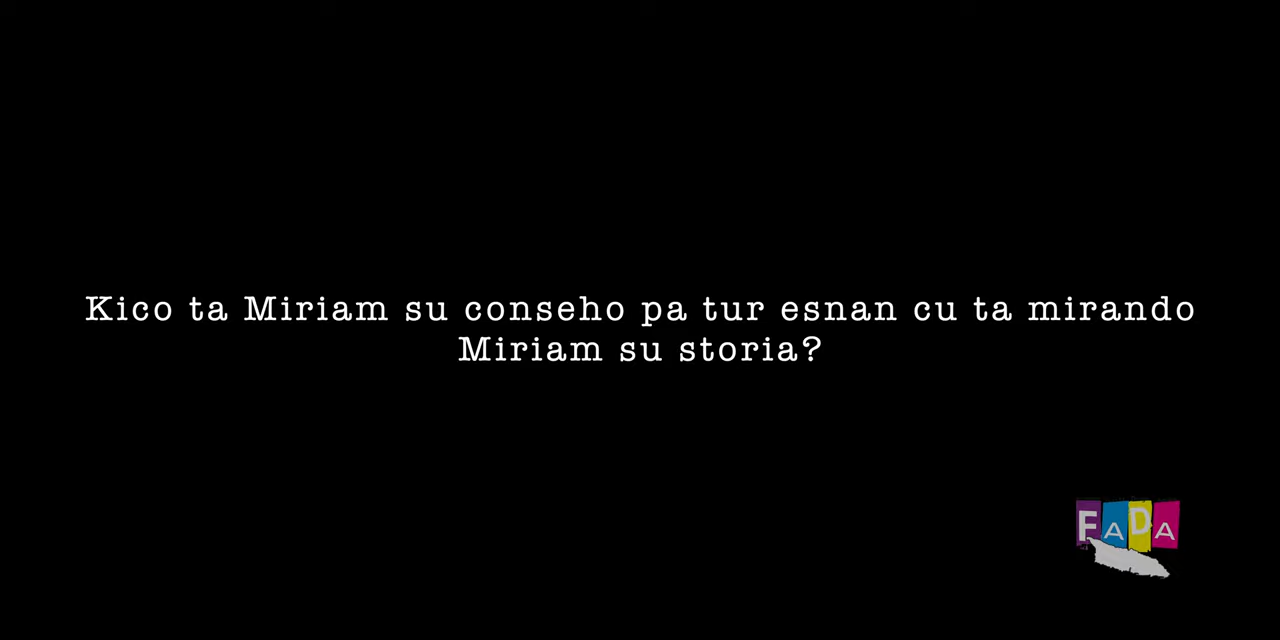 Kico ta Miriam su conseho pa tur esnan cu ta mirando
Miriam su storia?
FADA